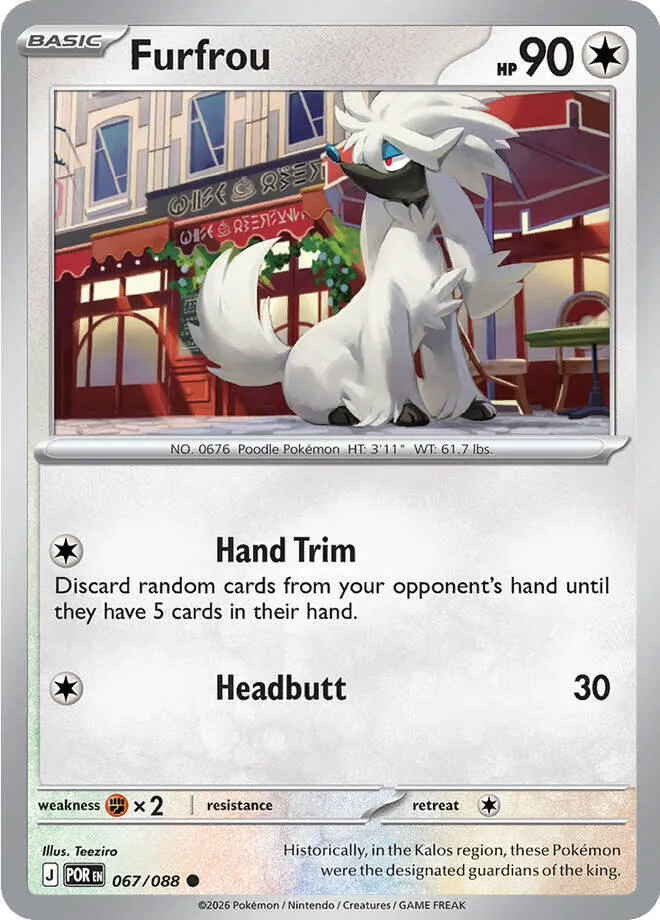 BASIC
Furfrou
HP 90
NO. 0676 Poodle Pokémon HT: 3'11" WT: 61.7 lbs.
Hand Trim
Discard random cards from your opponent's hand until
they have 5 cards in their hand.
Headbutt 30
weakness ×2 resistance retreat
Illus. Teeziro
Historically, in the Kalos region, these Pokémon
were the designated guardians of the king.
J POR EN 067/088
©2026 Pokémon / Nintendo / Creatures / GAME FREAK